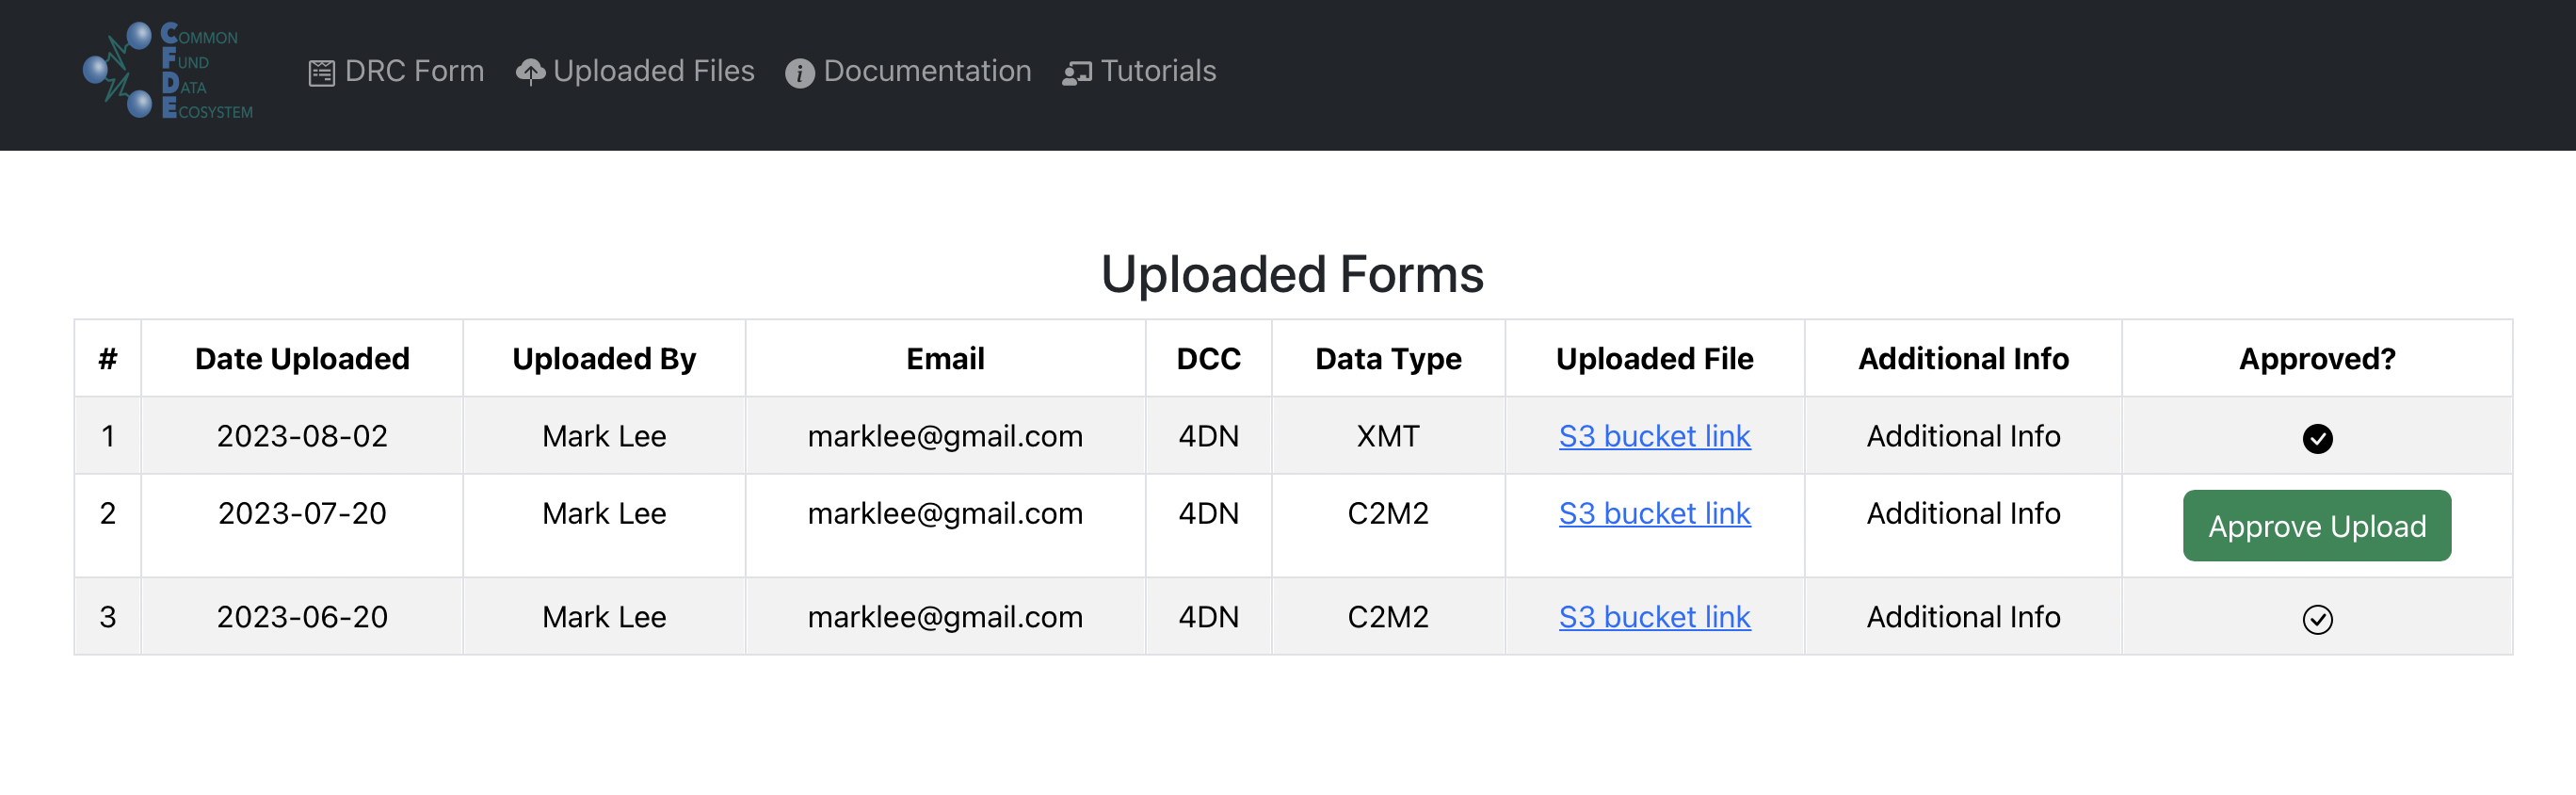 COMMON
FUND
DATA
ECOSYSTEM
DRC Form Uploaded Files Documentation Tutorials
Uploaded Forms
# Date Uploaded Uploaded By Email DCC Data Type Uploaded File Additional Info Approved?
1 2023-08-02 Mark Lee marklee@gmail.com 4DN XMT S3 bucket link Additional Info
2 2023-07-20 Mark Lee marklee@gmail.com 4DN C2M2 S3 bucket link Additional Info Approve Upload
3 2023-06-20 Mark Lee marklee@gmail.com 4DN C2M2 S3 bucket link Additional Info